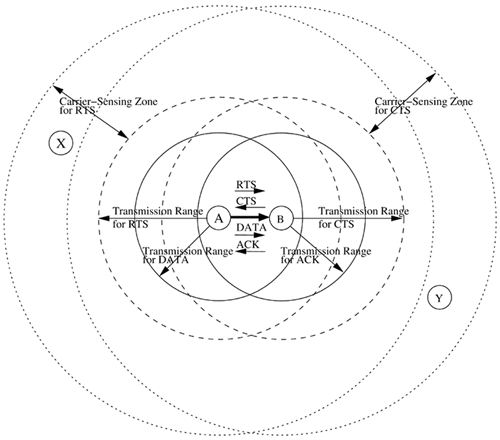 Carrier-Sensing Zone
for RTS
Carrier-Sensing Zone
for CTS
X
RTS
CTS
A
B
Transmission Range
for RTS
Transmission Range
for CTS
DATA
ACK
Transmission Range
for DATA
Transmission Range
for ACK
Y